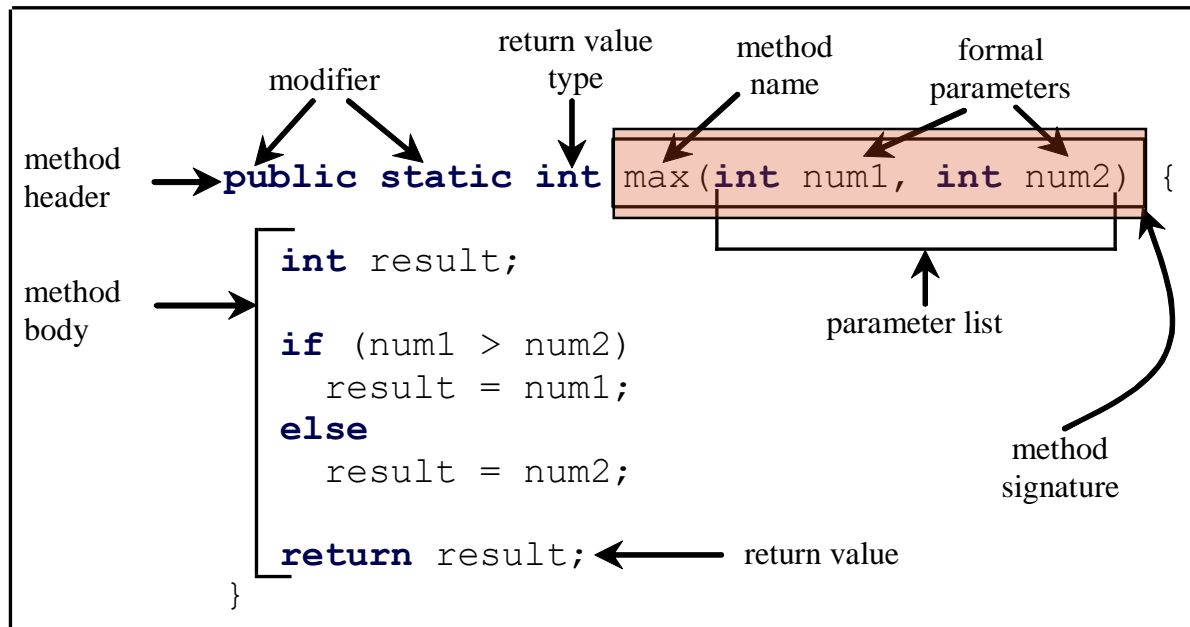 return value
type
method
name
formal
parameters
modifier
method
header
public static int max(int num1, int num2) {
int result;
method
body
parameter list
if (num1 > num2)
result = num1;
else
result = num2;
method
signature
return result;
return value
}